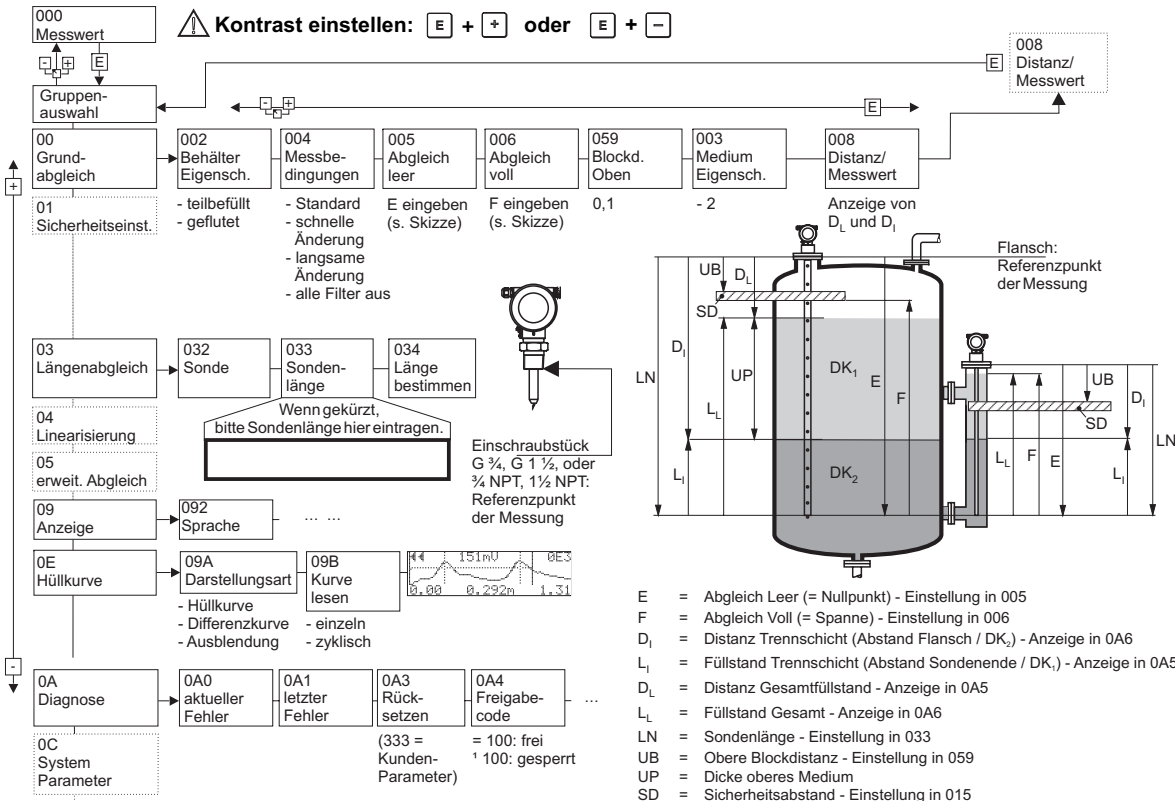 000
Messwert
Kontrast einstellen: E + + oder E + −
- +
E
E
008
Distanz/
Messwert
Gruppen-
auswahl
- +
E
00
Grund-
abgleich
002
Behälter
Eigensch.
004
Messbe-
dingungen
005
Abgleich
leer
006
Abgleich
voll
059
Blockd.
Oben
003
Medium
Eigensch.
008
Distanz/
Messwert
+
01
Sicherheitseinst.
- teilbefüllt
- geflutet
- Standard
- schnelle
Änderung
- langsame
Änderung
- alle Filter aus
E eingeben
(s. Skizze)
F eingeben
(s. Skizze)
0,1
- 2
Anzeige von
DL und DI
Flansch:
Referenzpunkt
der Messung
UB
DL
SD
DI
LN
UP
DK1
E
F
LL
LI
DK2
UB
DI
SD
LN
LL
F
E
LI
03
Längenabgleich
032
Sonde
033
Sonden-
länge
034
Länge
bestimmen
Wenn gekürzt,
bitte Sondenlänge hier eintragen.
Einschraubstück
G ¾, G 1 ½, oder
¾ NPT, 1½ NPT:
Referenzpunkt
der Messung
04
Linearisierung
05
erweit. Abgleich
09
Anzeige
092
Sprache
... ...
0E
Hüllkurve
09A
Darstellungsart
09B
Kurve
lesen
151mV 0E3
0.00 0.292m 1.31
- Hüllkurve
- Differenzkurve
- Ausblendung
- einzeln
- zyklisch
-
0A
Diagnose
0A0
aktueller
Fehler
0A1
letzter
Fehler
0A3
Rück-
setzen
0A4
Freigabe-
code
...
(333 =
Kunden-
Parameter)
= 100: frei
¹ 100: gesperrt
0C
System
Parameter
E = Abgleich Leer (= Nullpunkt) - Einstellung in 005
F = Abgleich Voll (= Spanne) - Einstellung in 006
DI = Distanz Trennschicht (Abstand Flansch / DK2) - Anzeige in 0A6
LI = Füllstand Trennschicht (Abstand Sondenende / DK1) - Anzeige in 0A5
DL = Distanz Gesamtfüllstand - Anzeige in 0A5
LL = Füllstand Gesamt - Anzeige in 0A6
LN = Sondenlänge - Einstellung in 033
UB = Obere Blockdistanz - Einstellung in 059
UP = Dicke oberes Medium
SD = Sicherheitsabstand - Einstellung in 015